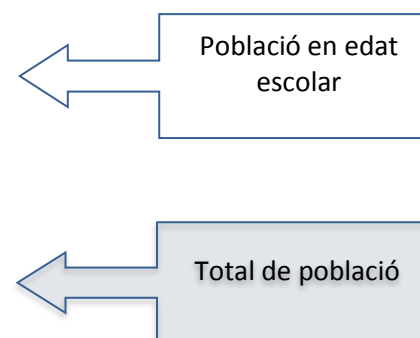 Població en edat
escolar
Total de població